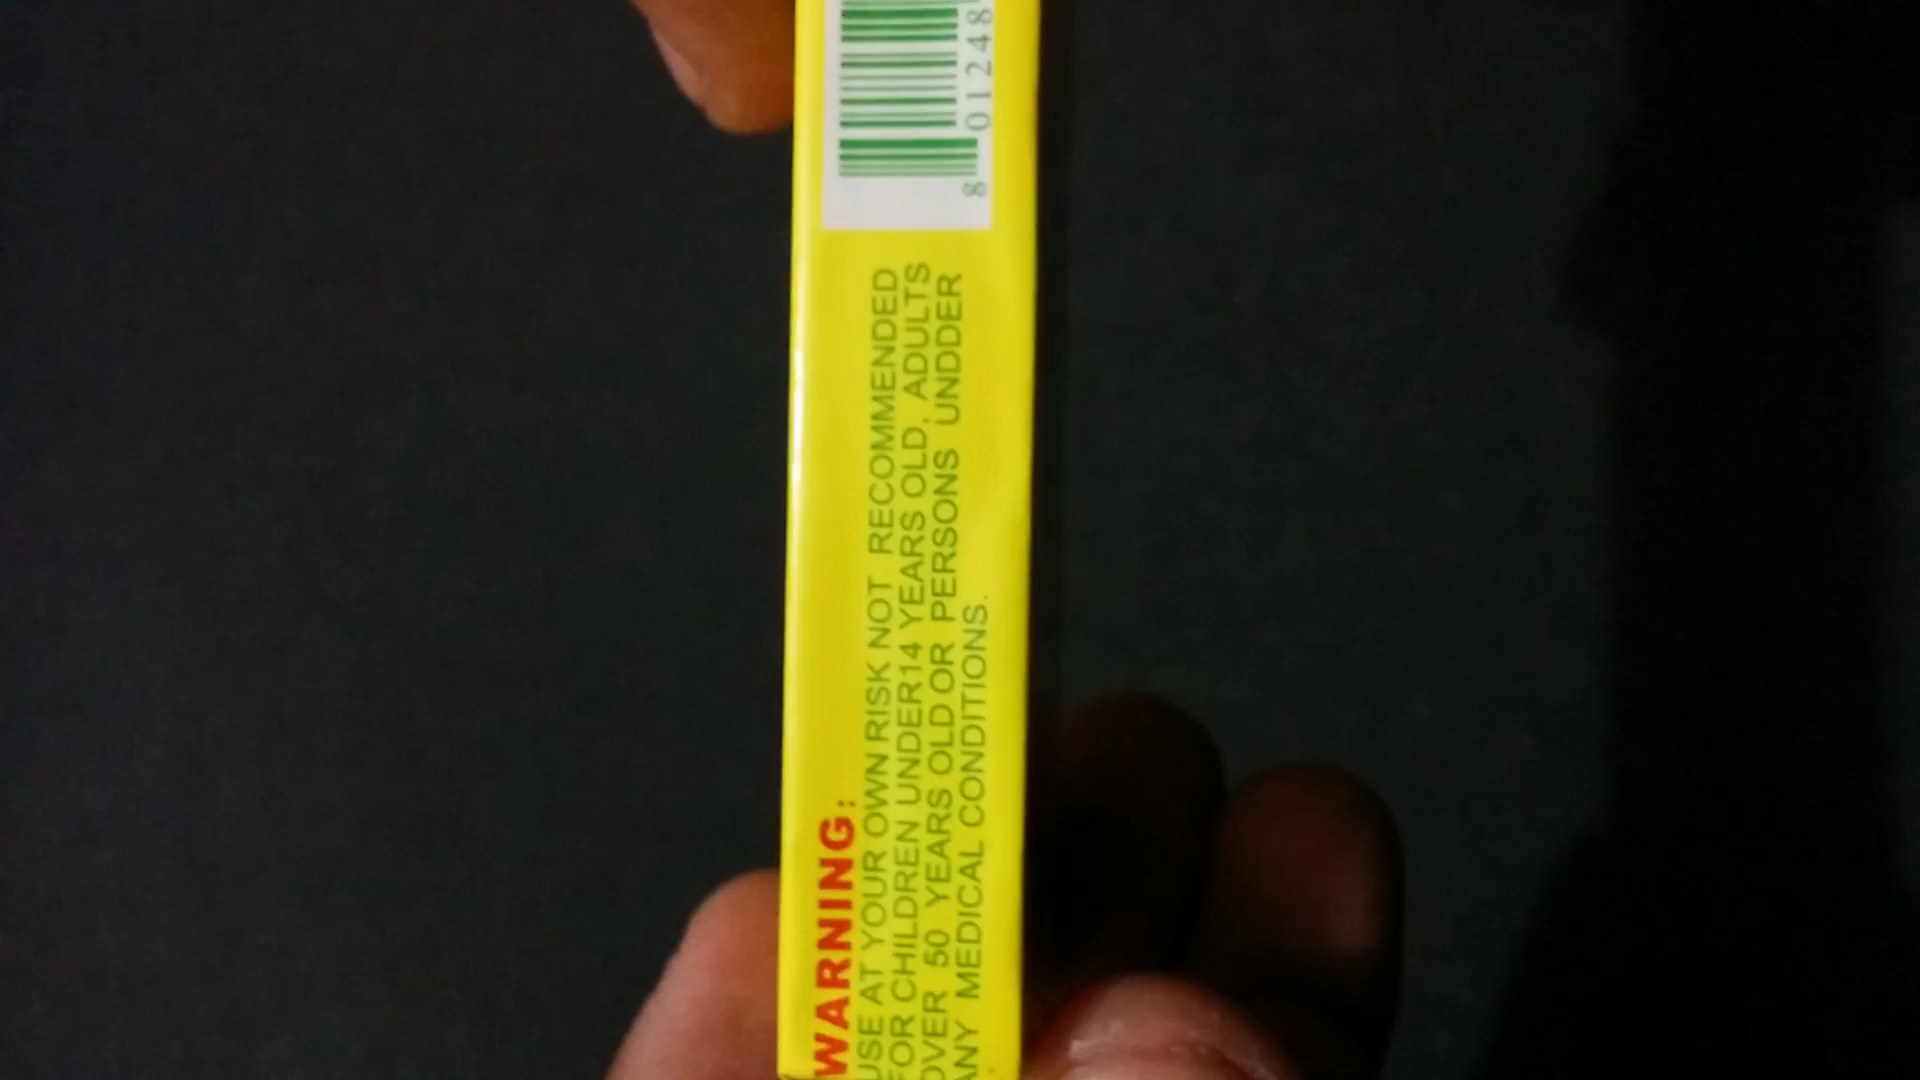 WARNING:
USE AT YOUR OWN RISK NOT RECOMMENDED
FOR CHILDREN UNDER14 YEARS OLD, ADULTS
OVER 50 YEARS OLD OR PERSONS UNDDER
ANY MEDICAL CONDITIONS.
8 01248